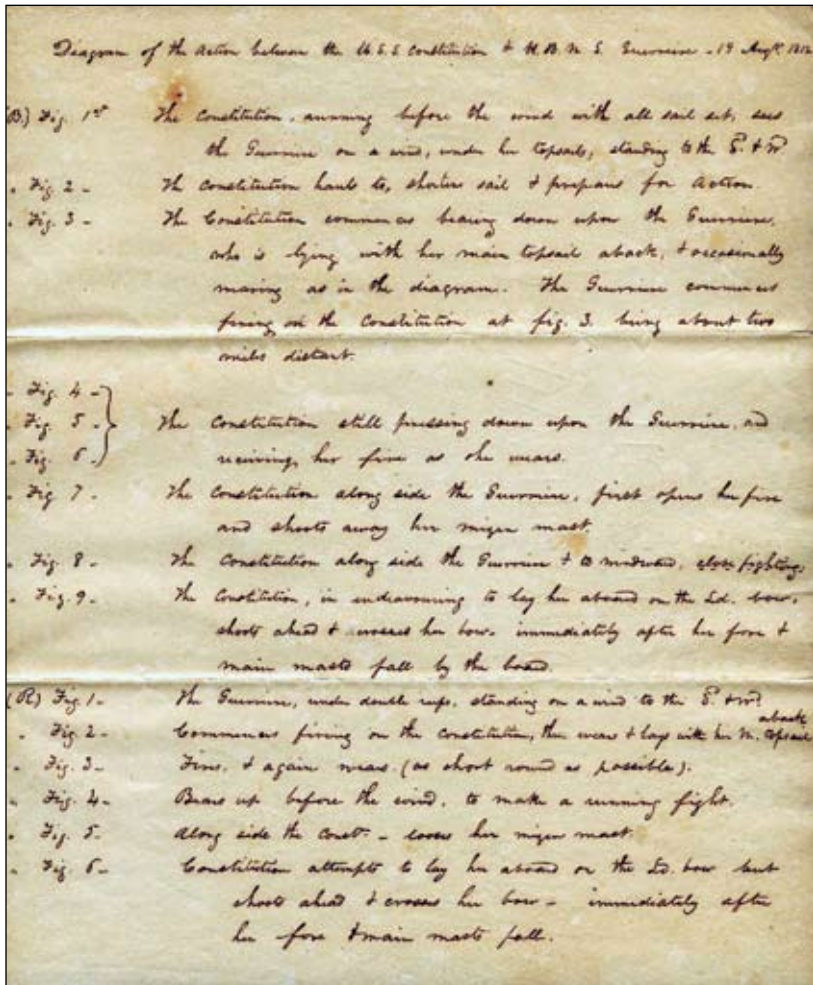 Diagram of the Action between the U.S.S Constitution & H.B.M S. Guerriere - 19 Augt. 1812
(B.) Fig. 1st The Constitution, running before the wind with all sail set, sees
the Guerriere on a wind, under her topsails, standing to the Sd. & Wd.
" Fig 2 - The Constitution hauls to, shortens sail & prepares for Action.
" Fig. 3 - The Constitution commences bearing down upon the Guerriere,
who is lying with her main topsail aback, & occasionally
waring as in the diagram. The Guerriere commences
firing on the Constitution at fig. 3. being about two
miles distant.
" Fig. 4 -
" Fig. 5 - The Constitution still pressing down upon the Guerriere, and
" Fig. 6 - receiving her fire as she wears.
" Fig 7 - The Constitution along side the Guerriere, first opens her fire
and shoots away her mizen mast.
" Fig. 8 - The Constitution along side the Guerriere & to windward, close fighting.
" Fig. 9 - The Constitution, in endeavouring to lay her aboard on the Ld. bow,
shoots ahead & crosses her bow. immediately after her fore &
main masts fall by the board.
(R) Fig. 1 - The Guerriere, under double reefs, standing on a wind to the Sd. & Wd.
" Fig. 2 - Commences firing on the Constitution, then wears & lays with her M. topsail aback
" Fig. 3 - Fires, & again wears (as short round as possible).
" Fig. 4 - Bears up before the wind, to make a running fight.
" Fig. 5 - Along side the Const. - looses her mizen mast.
" Fig. 6 - Constitution attempts to lay her aboard on the Ld. bow but
shoots ahead & crosses her bow - immediately after
her fore & main masts fall.